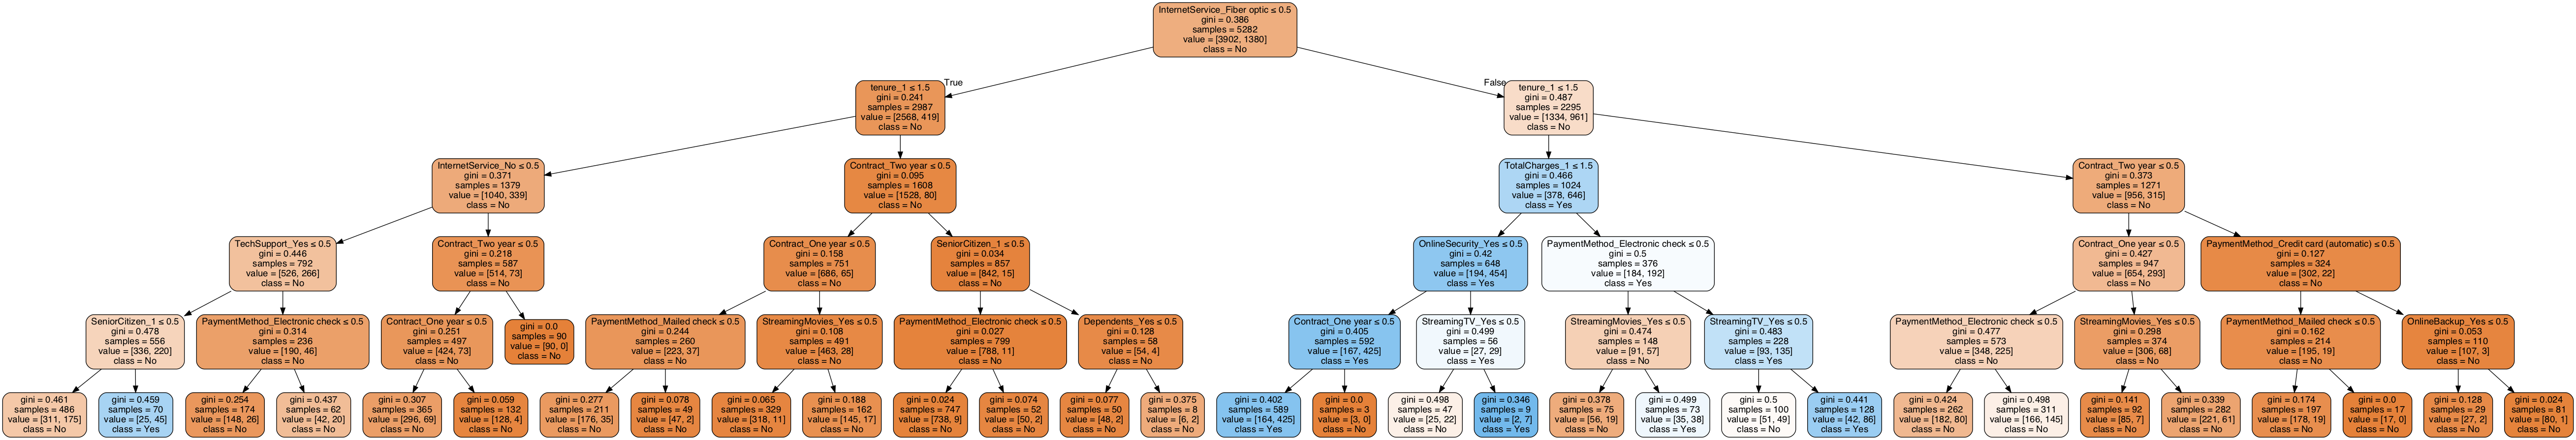 InternetService_Fiber optic ≤ 0.5
gini = 0.386
samples = 5282
value = [3902, 1380]
class = No
True
False
tenure_1 ≤ 1.5
gini = 0.241
samples = 2987
value = [2568, 419]
class = No
tenure_1 ≤ 1.5
gini = 0.487
samples = 2295
value = [1334, 961]
class = No
InternetService_No ≤ 0.5
gini = 0.371
samples = 1379
value = [1040, 339]
class = No
Contract_Two year ≤ 0.5
gini = 0.095
samples = 1608
value = [1528, 80]
class = No
TotalCharges_1 ≤ 1.5
gini = 0.466
samples = 1024
value = [378, 646]
class = Yes
Contract_Two year ≤ 0.5
gini = 0.373
samples = 1271
value = [956, 315]
class = No
TechSupport_Yes ≤ 0.5
gini = 0.446
samples = 792
value = [526, 266]
class = No
Contract_Two year ≤ 0.5
gini = 0.218
samples = 587
value = [514, 73]
class = No
Contract_One year ≤ 0.5
gini = 0.158
samples = 751
value = [686, 65]
class = No
SeniorCitizen_1 ≤ 0.5
gini = 0.034
samples = 857
value = [842, 15]
class = No
OnlineSecurity_Yes ≤ 0.5
gini = 0.42
samples = 648
value = [194, 454]
class = Yes
PaymentMethod_Electronic check ≤ 0.5
gini = 0.5
samples = 376
value = [184, 192]
class = Yes
Contract_One year ≤ 0.5
gini = 0.427
samples = 947
value = [654, 293]
class = No
PaymentMethod_Credit card (automatic) ≤ 0.5
gini = 0.127
samples = 324
value = [302, 22]
class = No
SeniorCitizen_1 ≤ 0.5
gini = 0.478
samples = 556
value = [336, 220]
class = No
PaymentMethod_Electronic check ≤ 0.5
gini = 0.314
samples = 236
value = [190, 46]
class = No
Contract_One year ≤ 0.5
gini = 0.251
samples = 497
value = [424, 73]
class = No
gini = 0.0
samples = 90
value = [90, 0]
class = No
PaymentMethod_Mailed check ≤ 0.5
gini = 0.244
samples = 260
value = [223, 37]
class = No
StreamingMovies_Yes ≤ 0.5
gini = 0.108
samples = 491
value = [463, 28]
class = No
PaymentMethod_Electronic check ≤ 0.5
gini = 0.027
samples = 799
value = [788, 11]
class = No
Dependents_Yes ≤ 0.5
gini = 0.128
samples = 58
value = [54, 4]
class = No
Contract_One year ≤ 0.5
gini = 0.405
samples = 592
value = [167, 425]
class = Yes
StreamingTV_Yes ≤ 0.5
gini = 0.499
samples = 56
value = [27, 29]
class = Yes
StreamingMovies_Yes ≤ 0.5
gini = 0.474
samples = 148
value = [91, 57]
class = No
StreamingTV_Yes ≤ 0.5
gini = 0.483
samples = 228
value = [93, 135]
class = Yes
PaymentMethod_Electronic check ≤ 0.5
gini = 0.477
samples = 573
value = [348, 225]
class = No
StreamingMovies_Yes ≤ 0.5
gini = 0.298
samples = 374
value = [306, 68]
class = No
PaymentMethod_Mailed check ≤ 0.5
gini = 0.162
samples = 214
value = [195, 19]
class = No
OnlineBackup_Yes ≤ 0.5
gini = 0.053
samples = 110
value = [107, 3]
class = No
gini = 0.461
samples = 486
value = [311, 175]
class = No
gini = 0.459
samples = 70
value = [25, 45]
class = Yes
gini = 0.254
samples = 174
value = [148, 26]
class = No
gini = 0.437
samples = 62
value = [42, 20]
class = No
gini = 0.307
samples = 365
value = [296, 69]
class = No
gini = 0.059
samples = 132
value = [128, 4]
class = No
gini = 0.277
samples = 211
value = [176, 35]
class = No
gini = 0.078
samples = 49
value = [47, 2]
class = No
gini = 0.065
samples = 329
value = [318, 11]
class = No
gini = 0.188
samples = 162
value = [145, 17]
class = No
gini = 0.024
samples = 747
value = [738, 9]
class = No
gini = 0.074
samples = 52
value = [50, 2]
class = No
gini = 0.077
samples = 50
value = [48, 2]
class = No
gini = 0.375
samples = 8
value = [6, 2]
class = No
gini = 0.402
samples = 589
value = [164, 425]
class = Yes
gini = 0.0
samples = 3
value = [3, 0]
class = No
gini = 0.498
samples = 47
value = [25, 22]
class = No
gini = 0.346
samples = 9
value = [2, 7]
class = Yes
gini = 0.378
samples = 75
value = [56, 19]
class = No
gini = 0.499
samples = 73
value = [35, 38]
class = Yes
gini = 0.5
samples = 100
value = [51, 49]
class = No
gini = 0.441
samples = 128
value = [42, 86]
class = Yes
gini = 0.424
samples = 262
value = [182, 80]
class = No
gini = 0.498
samples = 311
value = [166, 145]
class = No
gini = 0.141
samples = 92
value = [85, 7]
class = No
gini = 0.339
samples = 282
value = [221, 61]
class = No
gini = 0.174
samples = 197
value = [178, 19]
class = No
gini = 0.0
samples = 17
value = [17, 0]
class = No
gini = 0.128
samples = 29
value = [27, 2]
class = No
gini = 0.024
samples = 81
value = [80, 1]
class = No